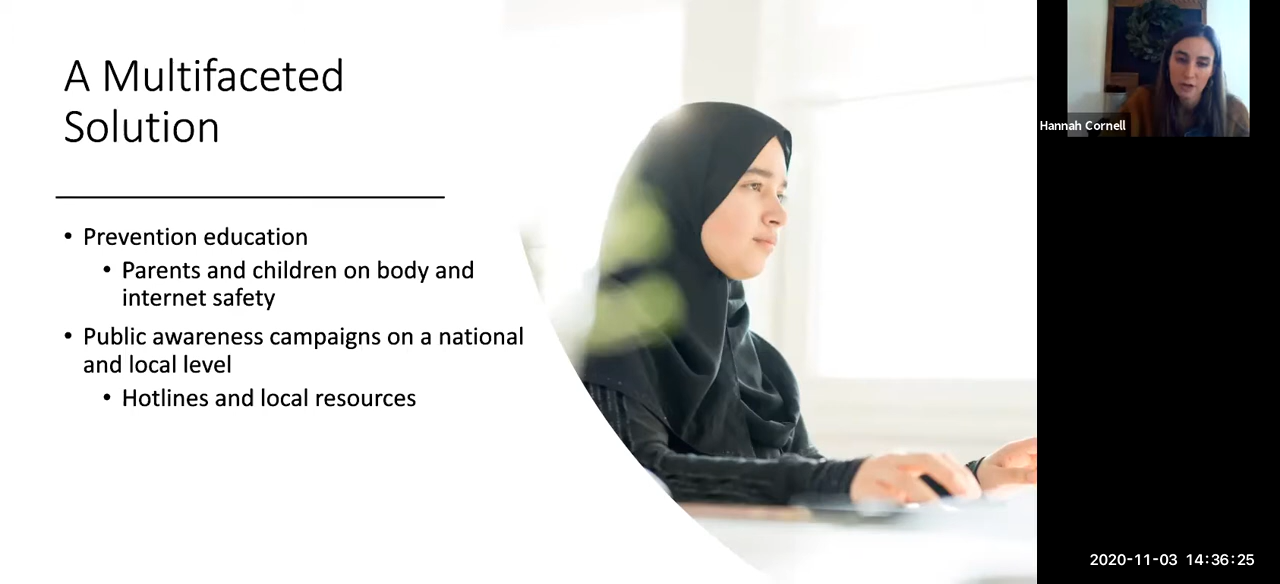 A Multifaceted
Solution
• Prevention education
• Parents and children on body and
internet safety
• Public awareness campaigns on a national
and local level
• Hotlines and local resources
Hannah Cornell
2020-11-03 14:36:25